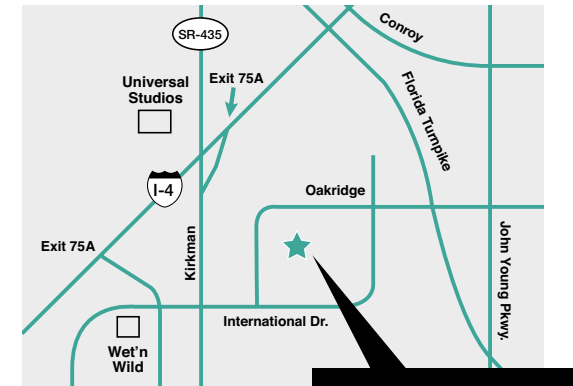 Conroy
SR-435
Exit 75A
Universal
Studios
Florida Turnpike
I-4
Oakridge
Kirkman
John Young Pkwy.
Exit 75A
International Dr.
Wet'n
Wild